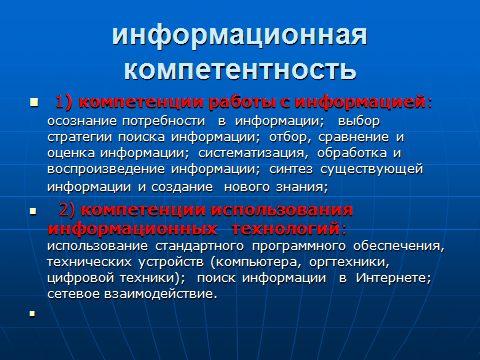 информационная
компетентность
1) компетенции работы с информацией:
осознание потребности в информации; выбор
стратегии поиска информации; отбор, сравнение и
оценка информации; систематизация, обработка и
воспроизведение информации; синтез существующей
информации и создание нового знания;
2) компетенции использования
информационных технологий:
использование стандартного программного обеспечения,
технических устройств (компьютера, оргтехники,
цифровой техники); поиск информации в Интернете;
сетевое взаимодействие.